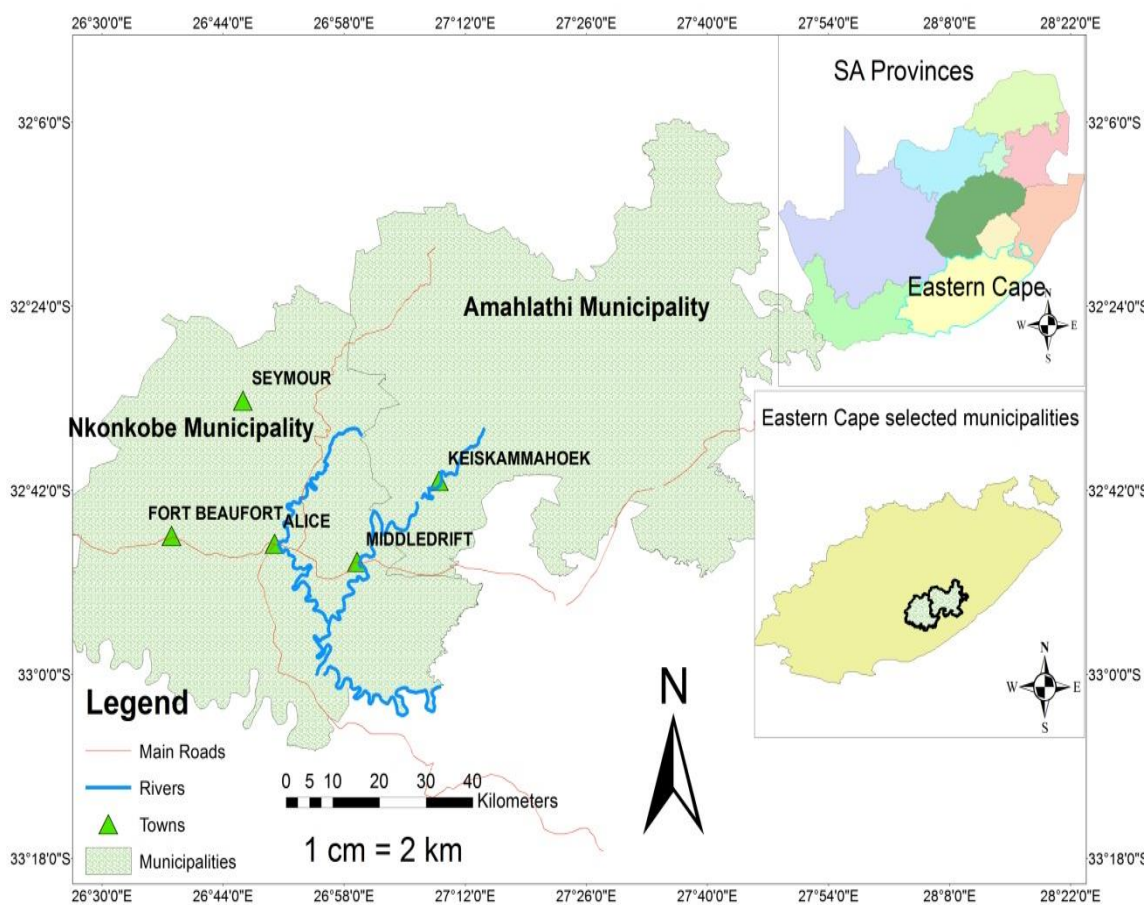 26°30'0"E 26°44'0"E 26°58'0"E 27°12'0"E 27°26'0"E 27°40'0"E 27°54'0"E 28°8'0"E 28°22'0"E
SA Provinces
32°6'0"S 32°6'0"S
Eastern Cape
N
W E
S
32°24'0"S 32°24'0"S
Amahlathi Municipality
SEYMOUR
Nkonkobe Municipality
Eastern Cape selected municipalities
KEISKAMMAHOEK
32°42'0"S 32°42'0"S
FORT BEAUFORT
ALICE
MIDDLEDRIFT
N
W E
S
33°0'0"S 33°0'0"S
N
Legend
Main Roads
Rivers
Towns
Municipalities
0 5 10 20 30 40
Kilometers
1 cm = 2 km
33°18'0"S 33°18'0"S
26°30'0"E 26°44'0"E 26°58'0"E 27°12'0"E 27°26'0"E 27°40'0"E 27°54'0"E 28°8'0"E 28°22'0"E